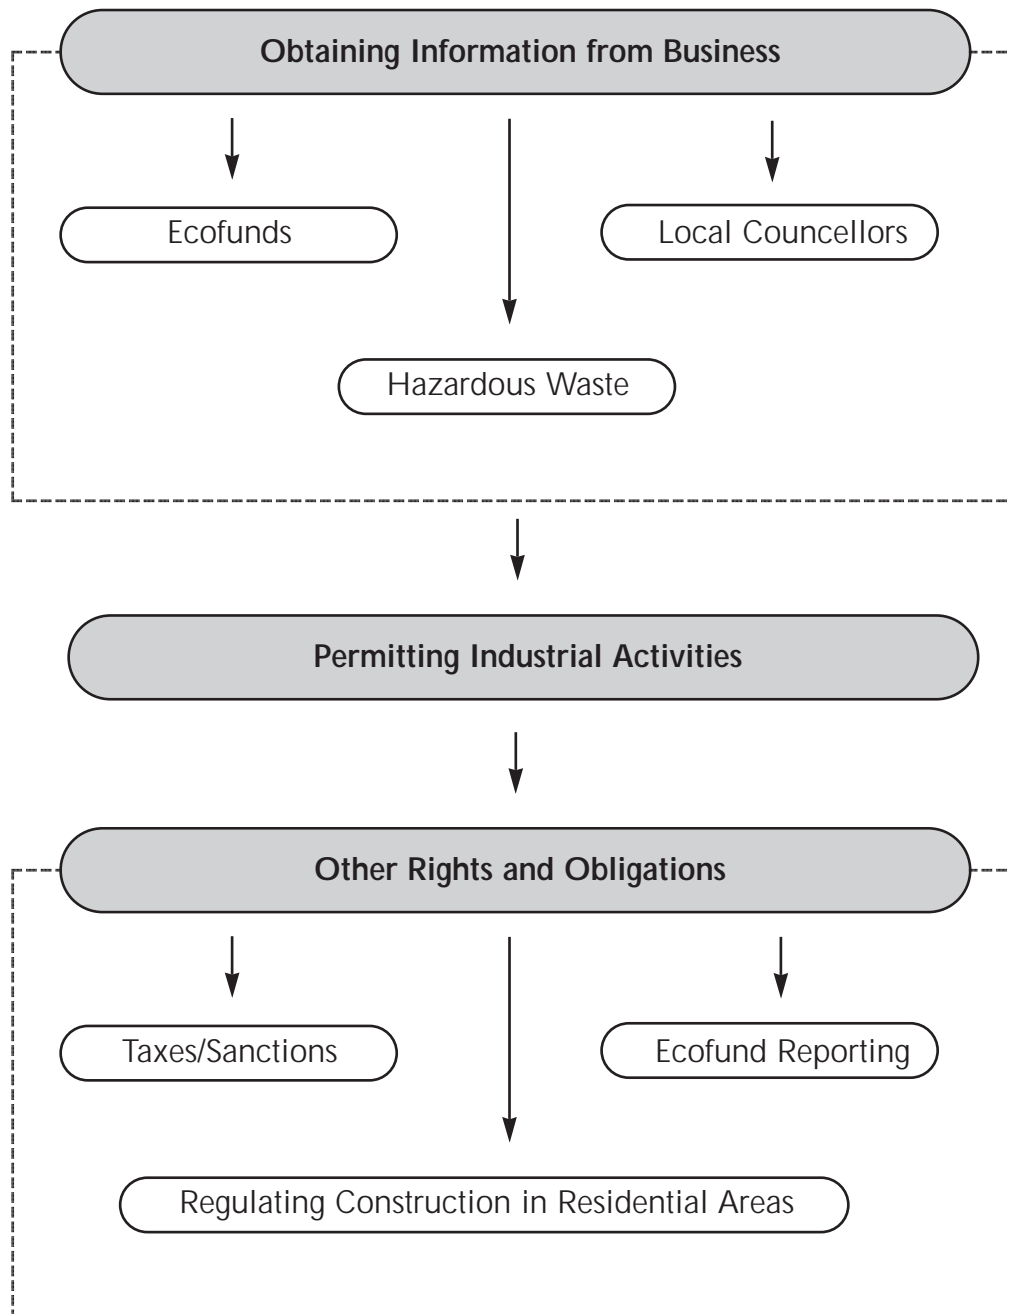 Obtaining Information from Business
Ecofunds
Local Councellors
Hazardous Waste
Permitting Industrial Activities
Other Rights and Obligations
Taxes/Sanctions
Ecofund Reporting
Regulating Construction in Residential Areas